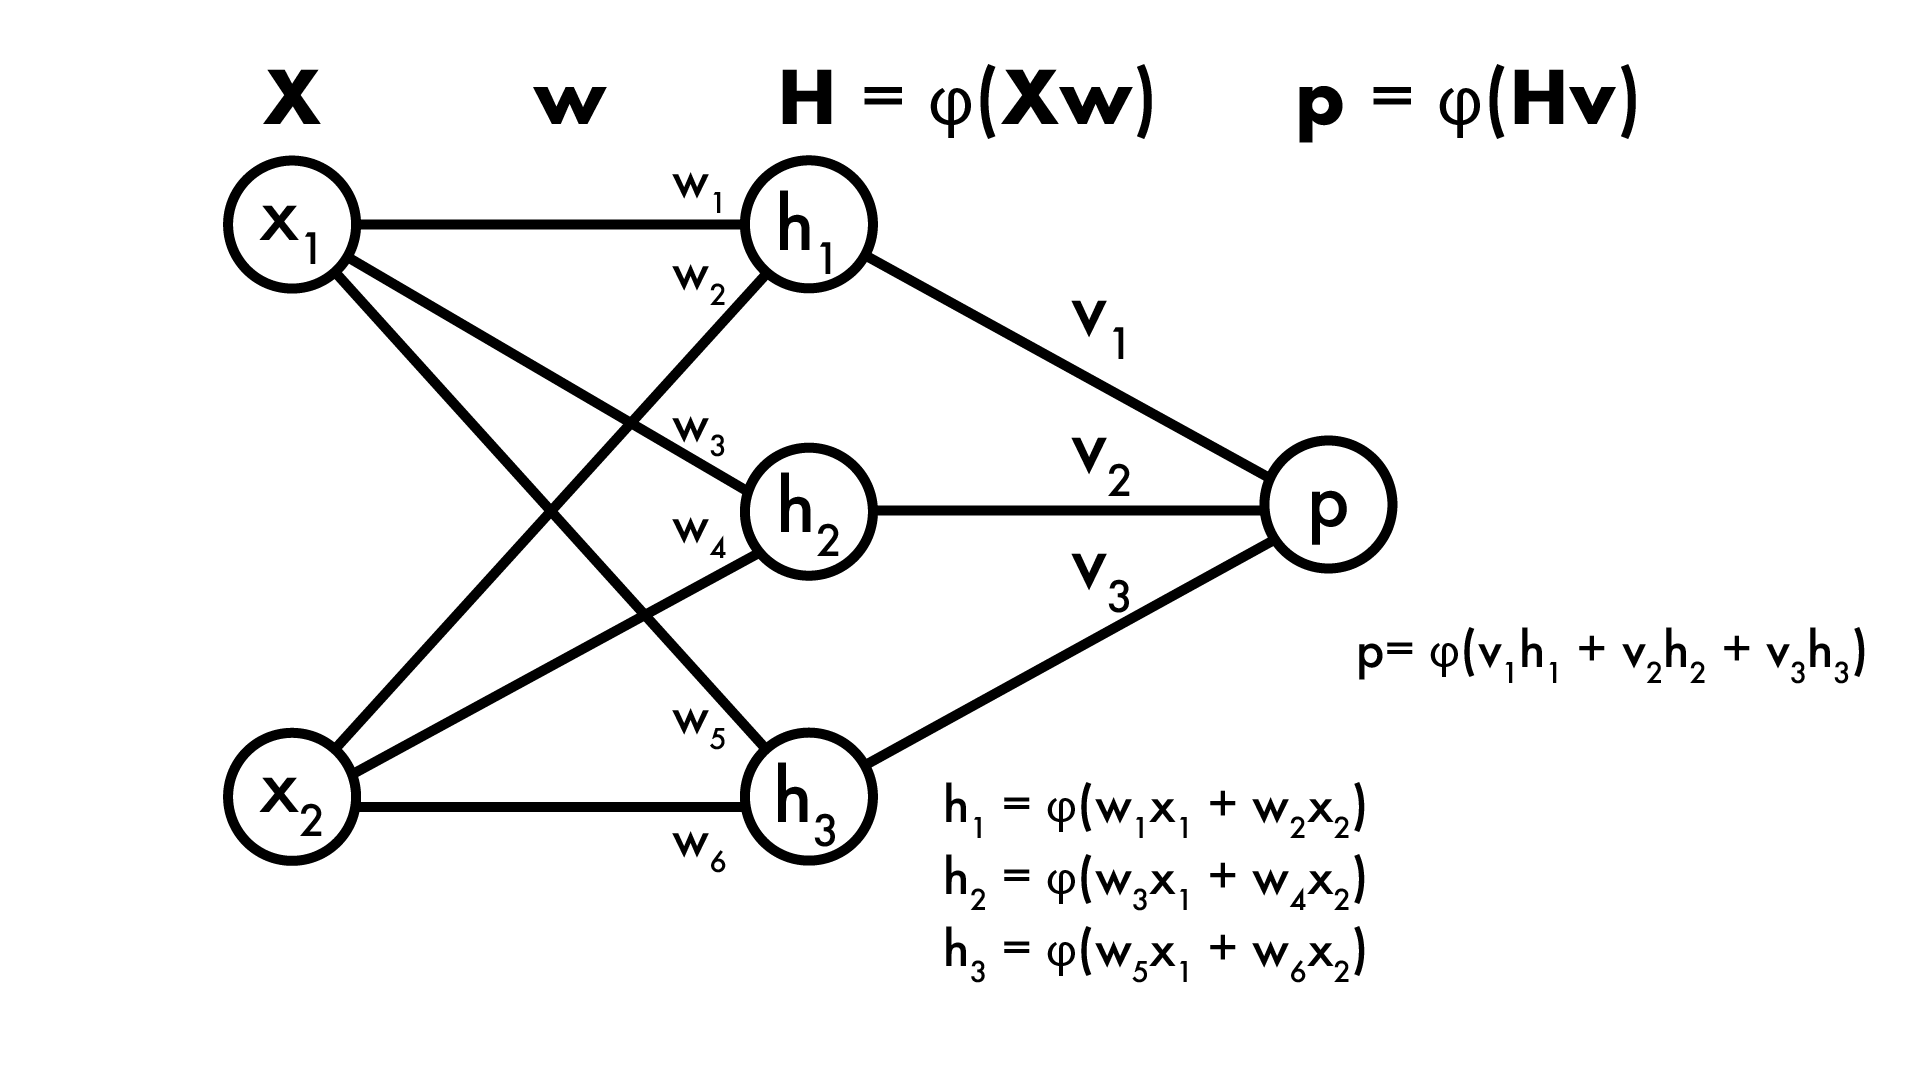 X w H = φ(Xw) p = φ(Hv)
x₁ w₁ h₁
w₂
v₁
w₃ v₂
h₂ p
w₄
v₃
p= φ(v₁h₁ + v₂h₂ + v₃h₃)
w₅
x₂ h₃
w₆
h₁ = φ(w₁x₁ + w₂x₂)
h₂ = φ(w₃x₁ + w₄x₂)
h₃ = φ(w₅x₁ + w₆x₂)